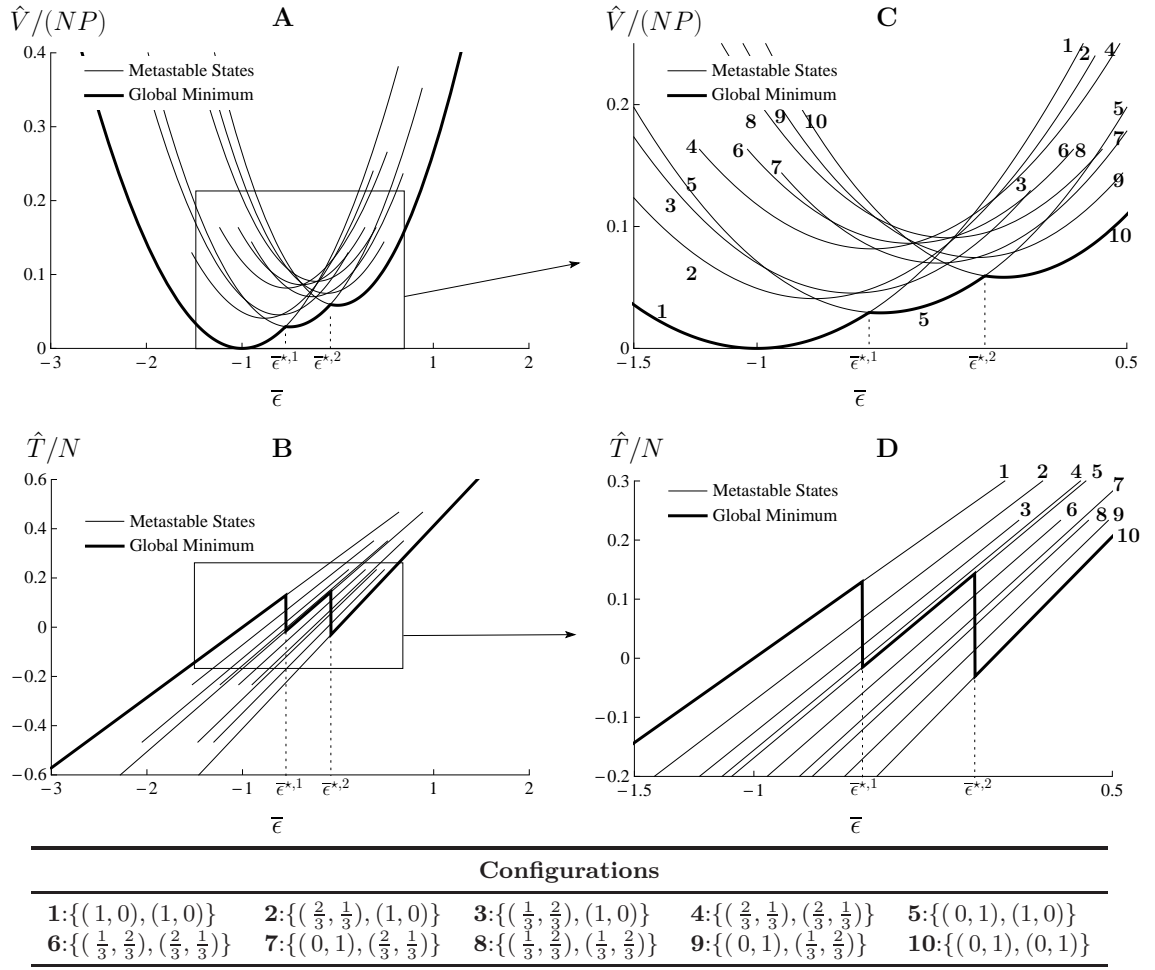 V̂/(NP)
A
0.4
0.3
0.2
0.1
0
Metastable States
Global Minimum
−3
−2
−1
ε̄⋆,1
ε̄⋆,2
1
2
ε̄
V̂/(NP)
C
0.2
0.1
0
Metastable States
Global Minimum
1
2
4
8
9
10
5
4
6
7
6
8
7
5
3
3
9
2
10
1
5
−1.5
−1
ε̄⋆,1
ε̄⋆,2
0.5
ε̄
T̂/N
B
0.6
0.4
0.2
0
−0.2
−0.4
−0.6
Metastable States
Global Minimum
−3
−2
−1
ε̄⋆,1
ε̄⋆,2
1
2
ε̄
T̂/N
D
0.3
0.2
0.1
0
−0.1
−0.2
Metastable States
Global Minimum
1
2
4
5
7
3
6
8
9
10
−1.5
−1
ε̄⋆,1
ε̄⋆,2
0.5
ε̄
Configurations
1:{(1,0),(1,0)} 2:{(2/3,1/3),(1,0)} 3:{(1/3,2/3),(1,0)} 4:{(2/3,1/3),(2/3,1/3)} 5:{(0,1),(1,0)}
6:{(1/3,2/3),(2/3,1/3)} 7:{(0,1),(2/3,1/3)} 8:{(1/3,2/3),(1/3,2/3)} 9:{(0,1),(1/3,2/3)} 10:{(0,1),(0,1)}